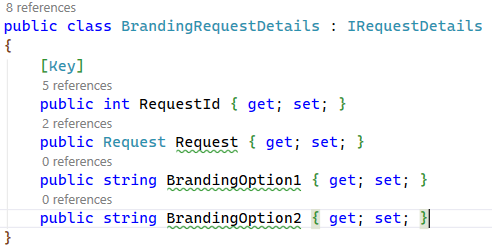 8 references
public class BrandingRequestDetails : IRequestDetails
{
[Key]
5 references
public int RequestId { get; set; }
2 references
public Request Request { get; set; }
0 references
public string BrandingOption1 { get; set; }
0 references
public string BrandingOption2 { get; set; }
}